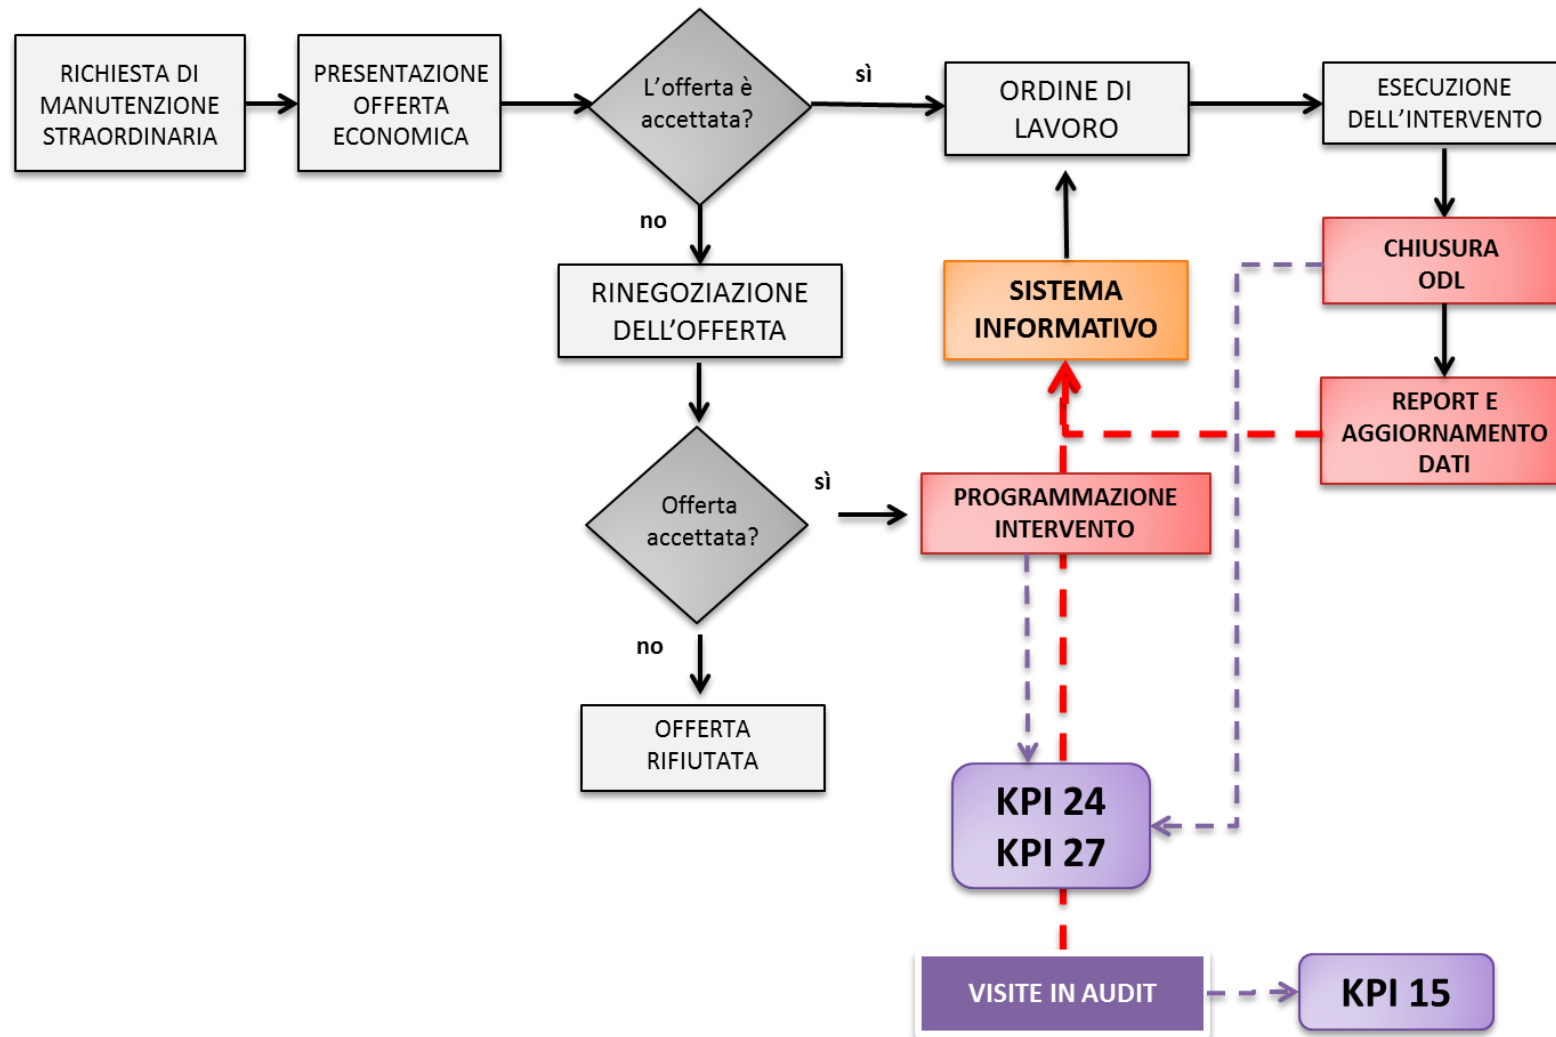 RICHIESTA DI
MANUTENZIONE
STRAORDINARIA
PRESENTAZIONE
OFFERTA
ECONOMICA
L’offerta è
accettata?
sì
ORDINE DI
LAVORO
ESECUZIONE
DELL’INTERVENTO
no
RINEGOZIAZIONE
DELL’OFFERTA
SISTEMA
INFORMATIVO
CHIUSURA
ODL
REPORT E
AGGIORNAMENTO
DATI
Offerta
accettata?
sì
PROGRAMMAZIONE
INTERVENTO
no
OFFERTA
RIFIUTATA
KPI 24
KPI 27
VISITE IN AUDIT
KPI 15